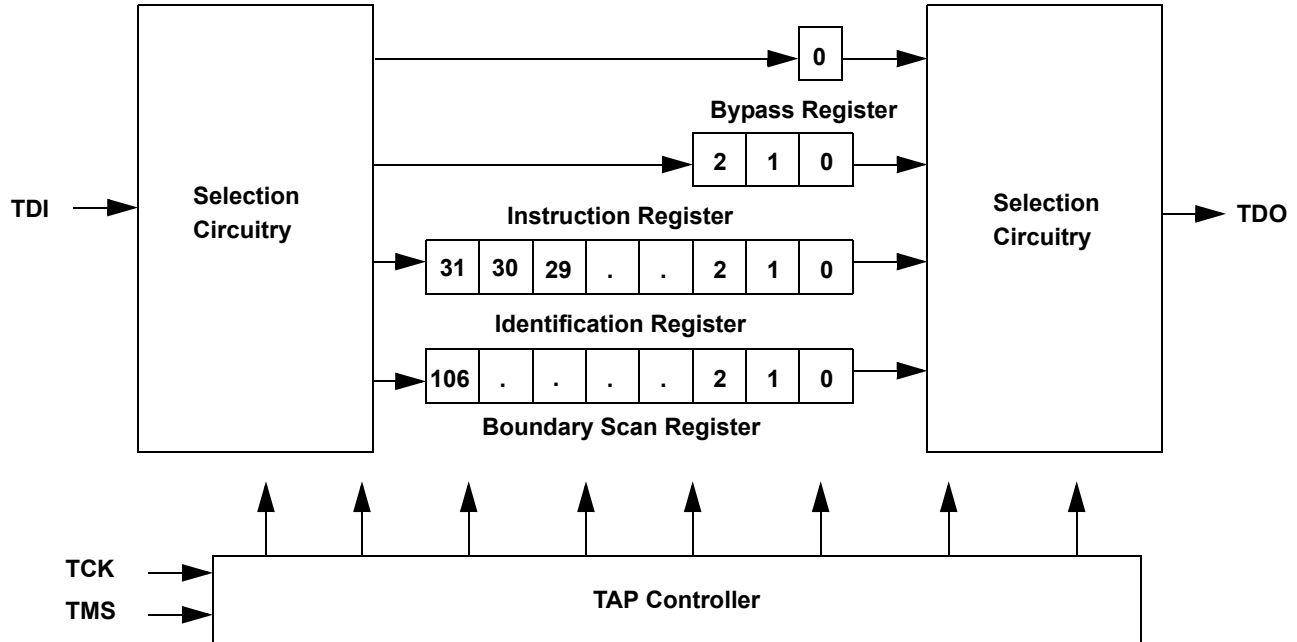 0
Bypass Register
2 1 0
Selection
Circuitry
Selection
Circuitry
TDI
TDO
Instruction Register
31 30 29 . . 2 1 0
Identification Register
106 . . . . 2 1 0
Boundary Scan Register
TCK
TMS
TAP Controller